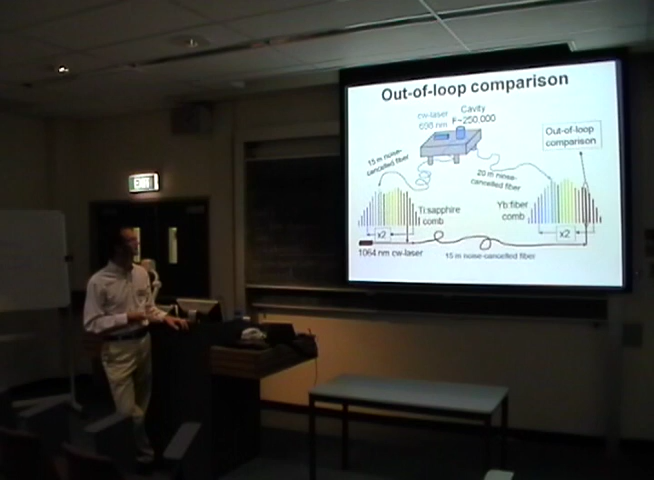 Out-of-loop comparison
cw-laser
698 nm
Cavity
F~250,000
Out-of-loop
comparison
15 m noise-
cancelled fiber
20 m noise-
cancelled fiber
Ti:sapphire
comb
Yb fiber
comb
x2
x2
1064 nm cw-laser
15 m noise-cancelled fiber
EXIT